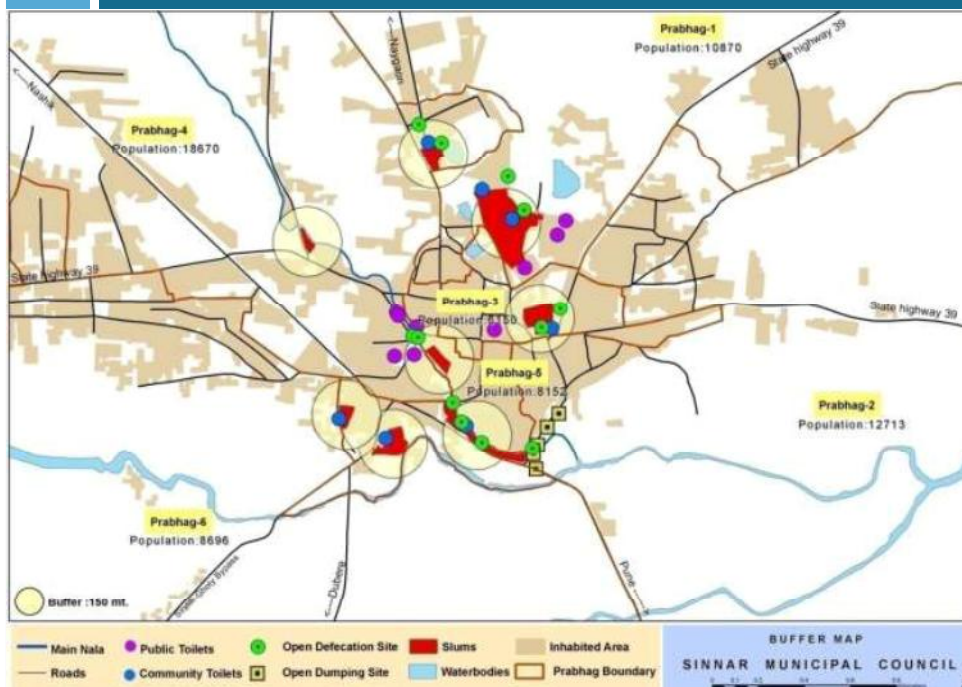 Prabhag-1
Population:10870
State highway 39
<----Naygaon
<----Nashik
Prabhag-4
Population:18670
State highway 39
Prabhag-3
State highway 39
Prabhag-5
Population:8152
Prabhag-2
Population:12713
Prabhag-6
Population:8696
<----Dubere
Pune ---->
Buffer :150 mt.
Main Nala
Public Toilets
Open Defecation Site
Slums
Inhabited Area
Roads
Community Toilets
Open Dumping Site
Waterbodies
Prabhag Boundary
BUFFER MAP
SINNAR MUNICIPAL COUNCIL